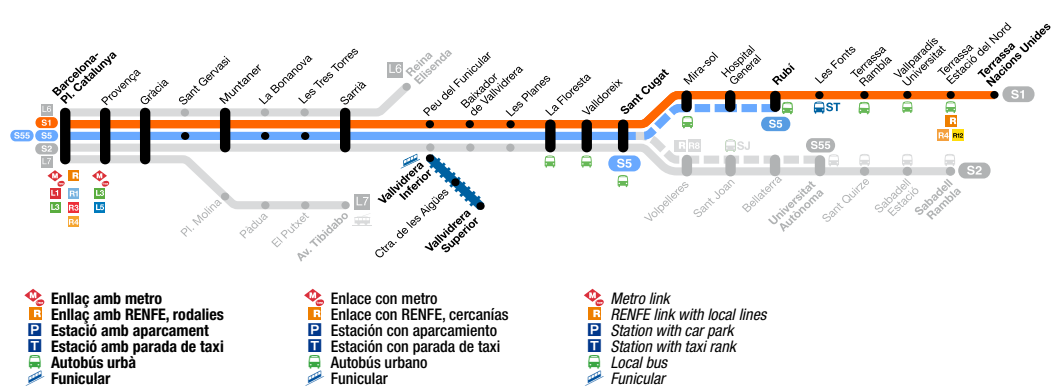 Barcelona-
Pl. Catalunya
Provença
Gràcia
Sant Gervasi
Muntaner
La Bonanova
Les Tres Torres
Sarrià
L6
Reina
Elisenda
Peu del Funicular
Baixador
de Vallvidrera
Les Planes
La Floresta
Valldoreix
Sant Cugat
Mira-sol
Hospital
General
Rubí
Les Fonts
Terrassa
Rambla
Vallparadís
Universitat
Terrassa
Estació del Nord
Terrassa
Nacions Unides
L6
S1
S55
S5
S2
L7
S1
ST
S5
R
R4
R12
S5
R
R8
SJ
S55
S2
M
R
M
L1
R1
L3
L3
R3
L5
R4
Pl. Molina
Pàdua
El Putxet
Av. Tibidabo
L7
Vallvidrera
Inferior
Ctra. de les Aigües
Vallvidrera
Superior
Volpelleres
Sant Joan
Bellaterra
Universitat
Autònoma
Sant Quirze
Sabadell
Estació
Sabadell
Rambla
M Enllaç amb metro
R Enllaç amb RENFE, rodalies
P Estació amb aparcament
T Estació amb parada de taxi
Autobús urbà
Funicular
M Enlace con metro
R Enlace con RENFE, cercanías
P Estación con aparcamiento
T Estación con parada de taxi
Autobús urbano
Funicular
M Metro link
R RENFE link with local lines
P Station with car park
T Station with taxi rank
Local bus
Funicular